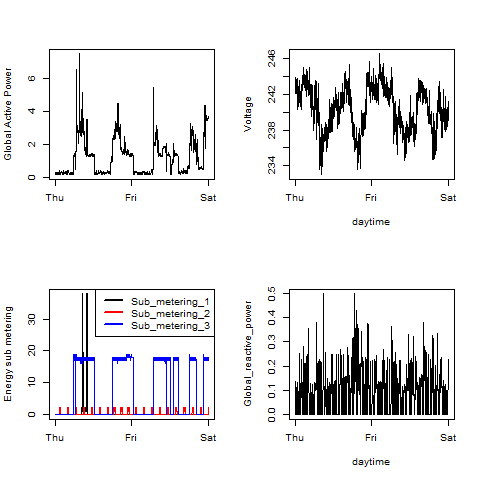 Global Active Power
0 2 4 6
Thu Fri Sat
Voltage
234 238 242 246
Thu Fri Sat
daytime
Energy sub metering
0 10 20 30
Sub_metering_1
Sub_metering_2
Sub_metering_3
Thu Fri Sat
Global_reactive_power
0.0 0.1 0.2 0.3 0.4 0.5
Thu Fri Sat
daytime